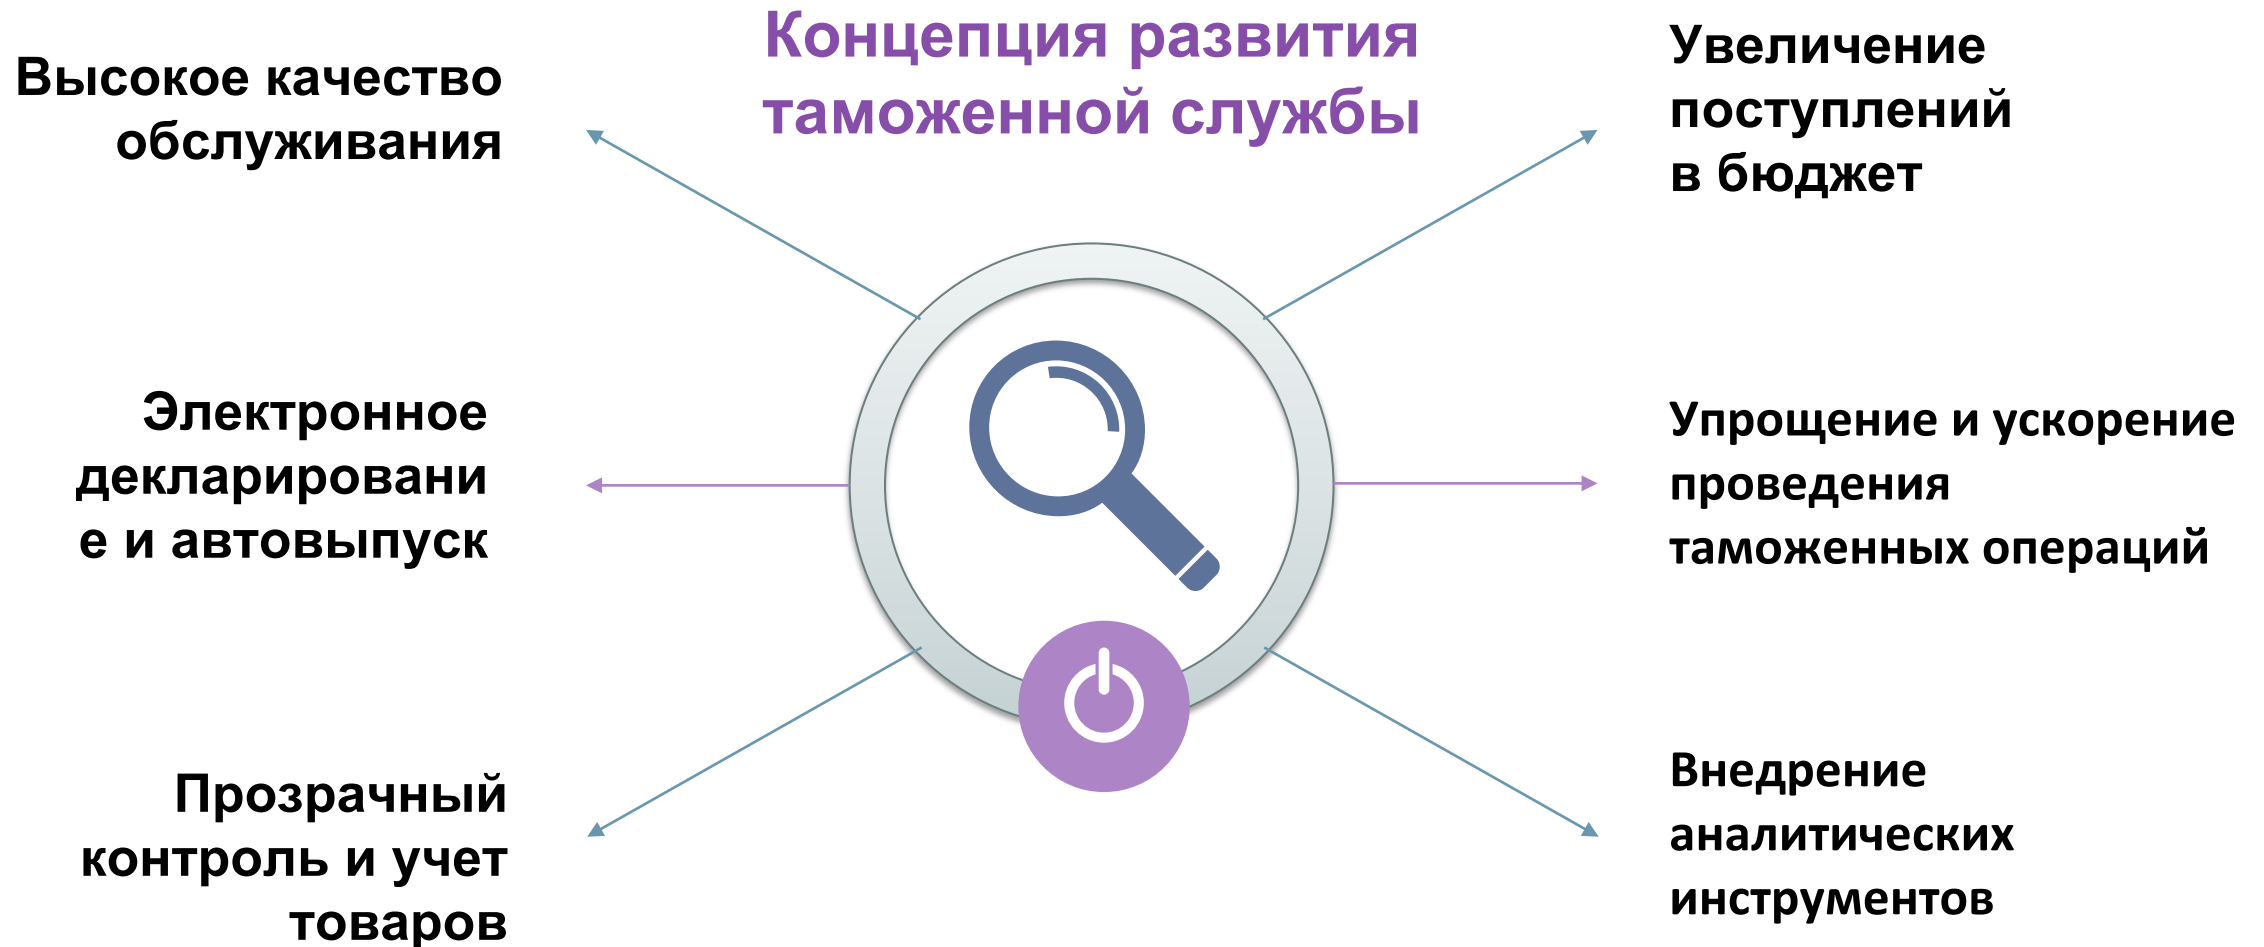 Концепция развития
таможенной службы
Высокое качество
обслуживания
Электронное
декларировани
е и автовыпуск
Прозрачный
контроль и учет
товаров
Увеличение
поступлений
в бюджет
Упрощение и ускорение
проведения
таможенных операций
Внедрение
аналитических
инструментов